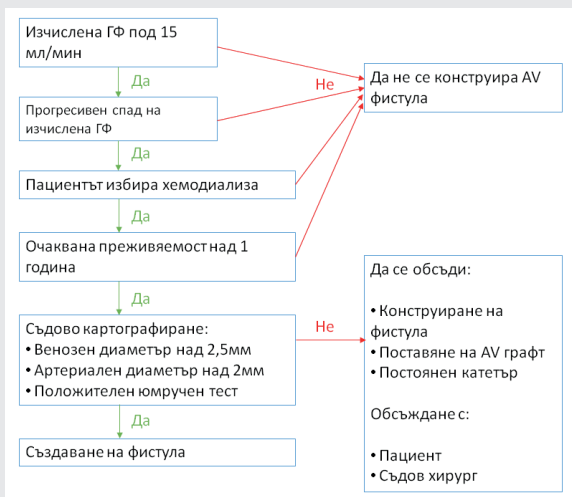 Изчислена ГФ под 15
мл/мин
Да
Не
Да не се конструира AV
фистула
Прогресивен спад на
изчислена ГФ
Да
Пациентът избира хемодиализа
Да
Очаквана преживяемост над 1
година
Да
Съдово картографиране:
• Венозен диаметър над 2,5мм
• Артериален диаметър над 2мм
• Положителен юмручен тест
Не
Да се обсъди:
• Конструиране на
фистула
• Поставяне на AV графт
• Постоянен катетър
Обсъждане с:
• Пациент
• Съдов хирург
Да
Създаване на фистула